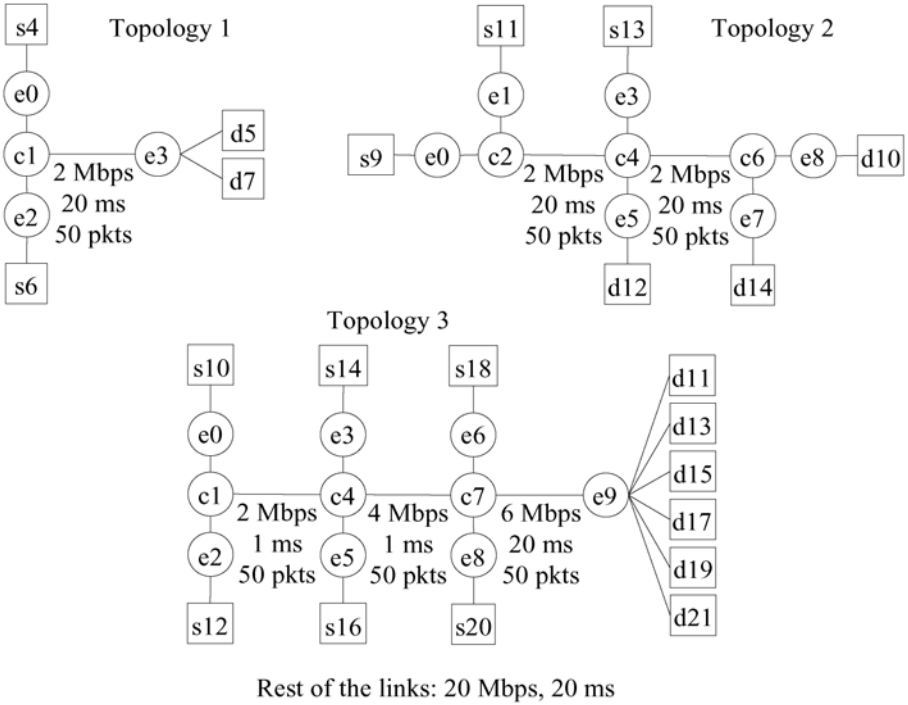 Topology 1
s4
e0
c1
e3
d5
d7
2 Mbps
20 ms
50 pkts
e2
s6
Topology 2
s11
s13
e1
e3
s9
e0
c2
c4
c6
e8
d10
2 Mbps
20 ms
50 pkts
2 Mbps
20 ms
50 pkts
e5
e7
d12
d14
Topology 3
s10
s14
s18
e0
e3
e6
c1
c4
c7
e9
2 Mbps
1 ms
50 pkts
4 Mbps
1 ms
50 pkts
6 Mbps
20 ms
50 pkts
e2
e5
e8
s12
s16
s20
d11
d13
d15
d17
d19
d21
Rest of the links: 20 Mbps, 20 ms